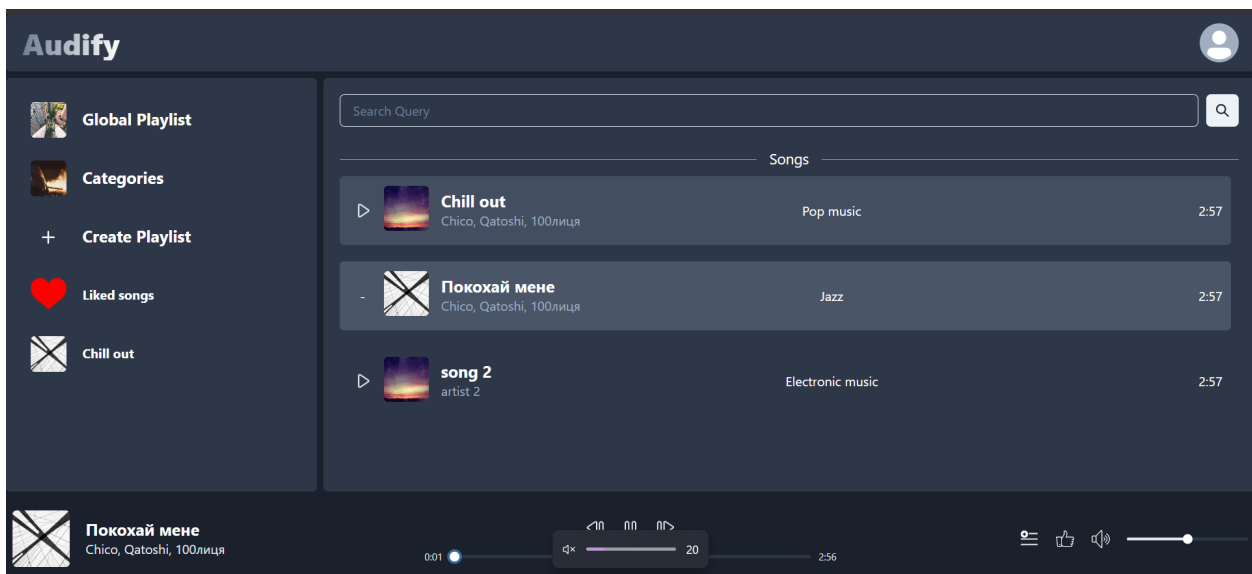 Audify
Global Playlist
Categories
Create Playlist
Liked songs
Chill out
Search Query
Songs
Chill out
Chico, Qatoshi, 100лиця
Pop music
2:57
-
Покохай мене
Chico, Qatoshi, 100лиця
Jazz
2:57
song 2
artist 2
Electronic music
2:57
Покохай мене
Chico, Qatoshi, 100лиця
0:01
20
2:56